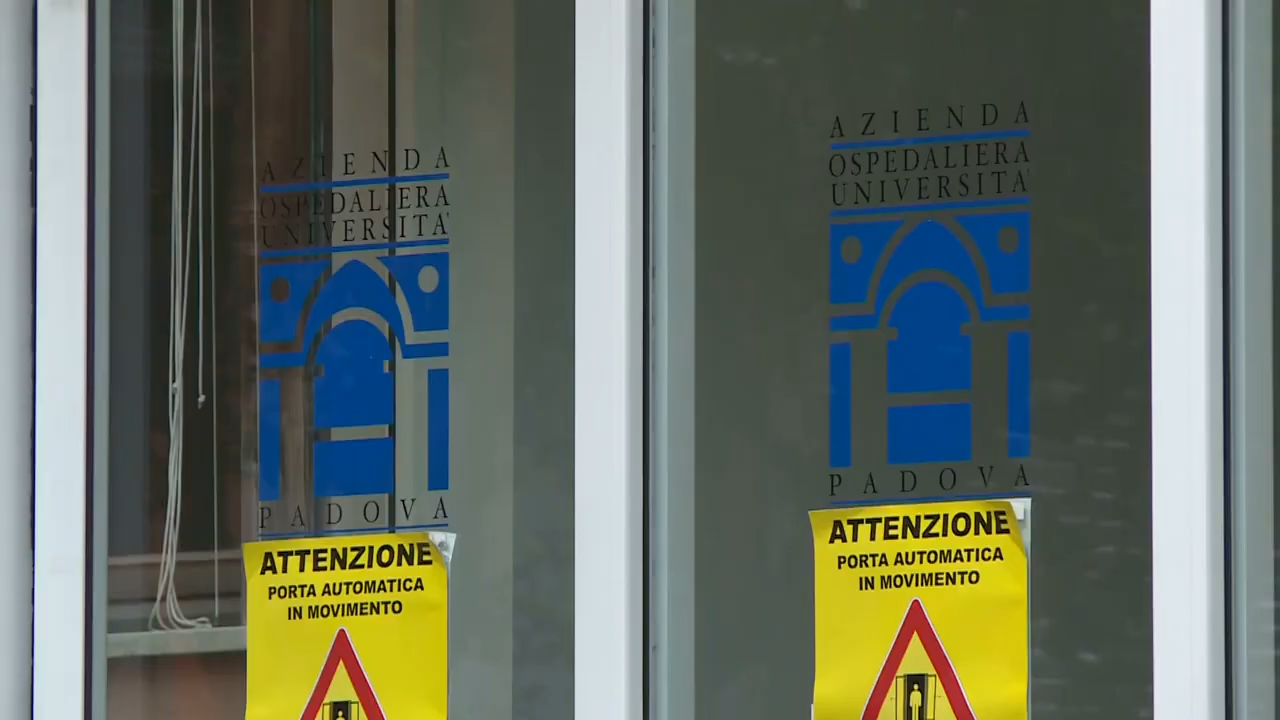 AZIENDA
OSPEDALIERA
UNIVERSITA'
PADOVA
ATTENZIONE
PORTA AUTOMATICA
IN MOVIMENTO
AZIENDA
OSPEDALIERA
UNIVERSITA'
PADOVA
ATTENZIONE
PORTA AUTOMATICA
IN MOVIMENTO